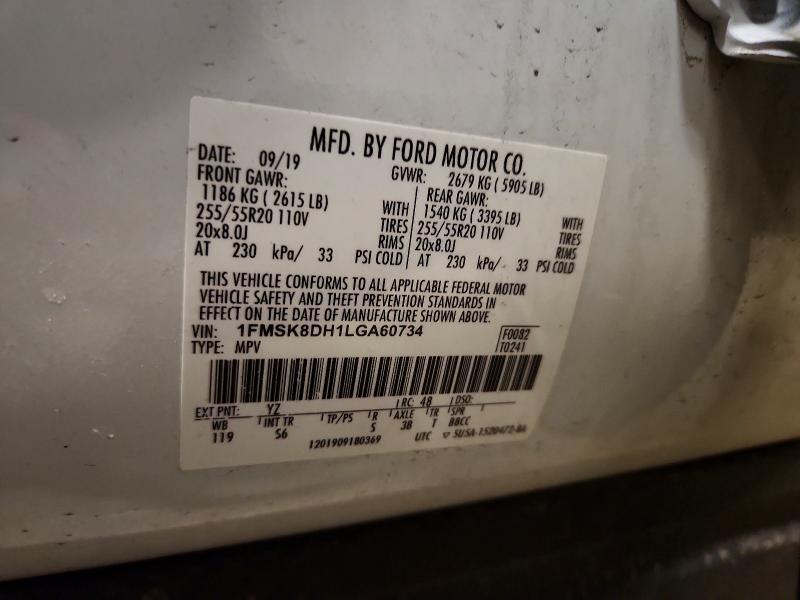 MFD. BY FORD MOTOR CO.
DATE: 09/19 GVWR: 2679 KG ( 5905 LB)
FRONT GAWR: REAR GAWR:
1186 KG ( 2615 LB) WITH 1540 KG ( 3395 LB) WITH
255/55R20 110V TIRES 255/55R20 110V TIRES
20x8.0J RIMS 20x8.0J RIMS
AT 230 kPa/ 33 PSI COLD AT 230 kPa/ 33 PSI COLD
THIS VEHICLE CONFORMS TO ALL APPLICABLE FEDERAL MOTOR
VEHICLE SAFETY AND THEFT PREVENTION STANDARDS IN
EFFECT ON THE DATE OF MANUFACTURE SHOWN ABOVE.
VIN: 1FMSK8DH1LGA60734 F0082
TYPE: MPV T0241
EXT PNT: YZ RC: 48 DSO:
WB INT TR TP/PS R AXLE TR SPR
119 S6 S 38 T BBCC
1201909180369 UTC SU5A-1520472-BA